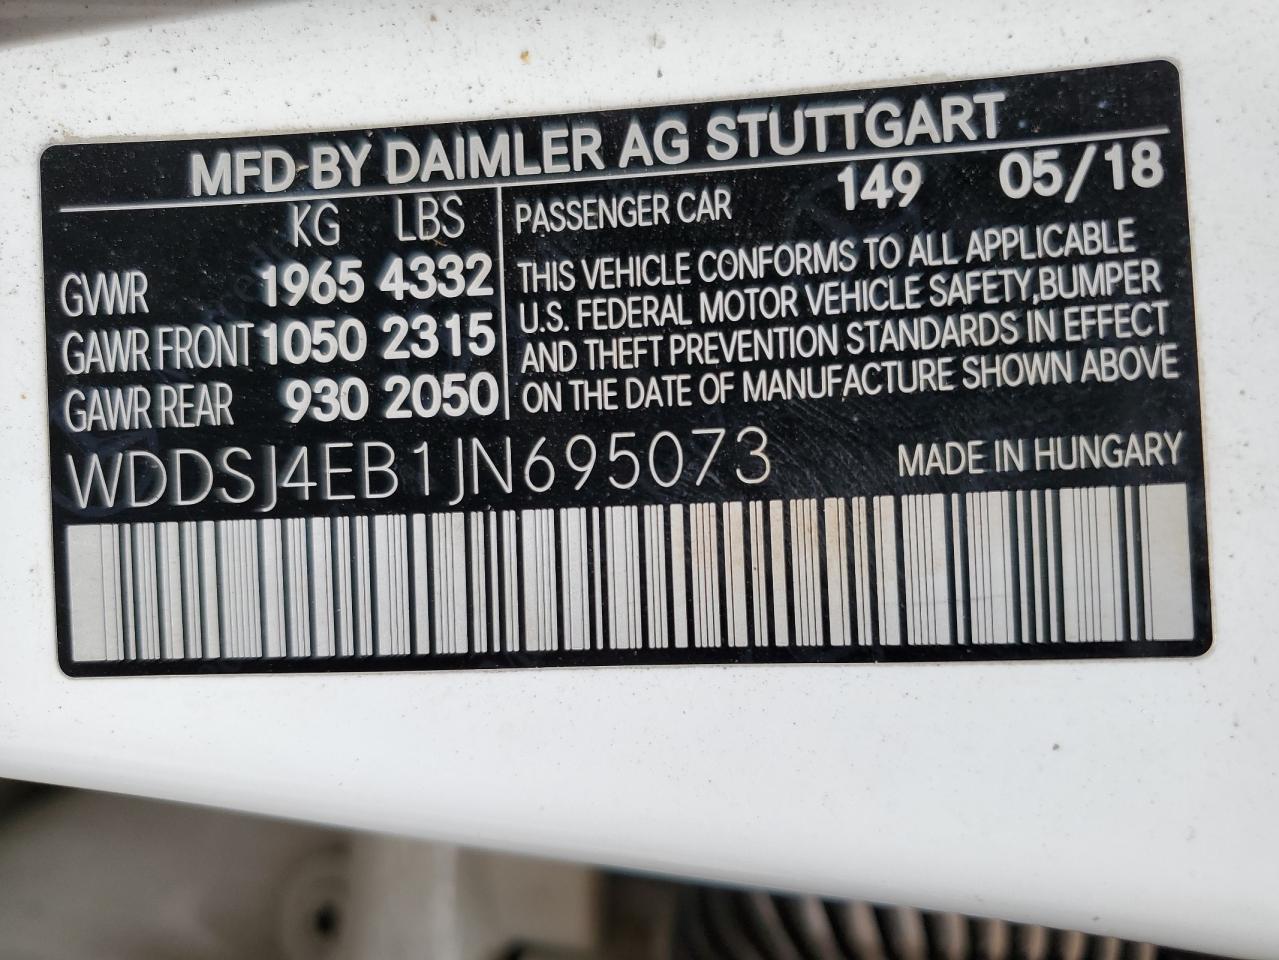 MFD BY DAIMLER AG STUTTGART
KG LBS
GVWR 1965 4332
GAWR FRONT 1050 2315
GAWR REAR 930 2050
PASSENGER CAR 149 05/18
THIS VEHICLE CONFORMS TO ALL APPLICABLE
U.S. FEDERAL MOTOR VEHICLE SAFETY,BUMPER
AND THEFT PREVENTION STANDARDS IN EFFECT
ON THE DATE OF MANUFACTURE SHOWN ABOVE
WDDSJ4EB1JN695073
MADE IN HUNGARY